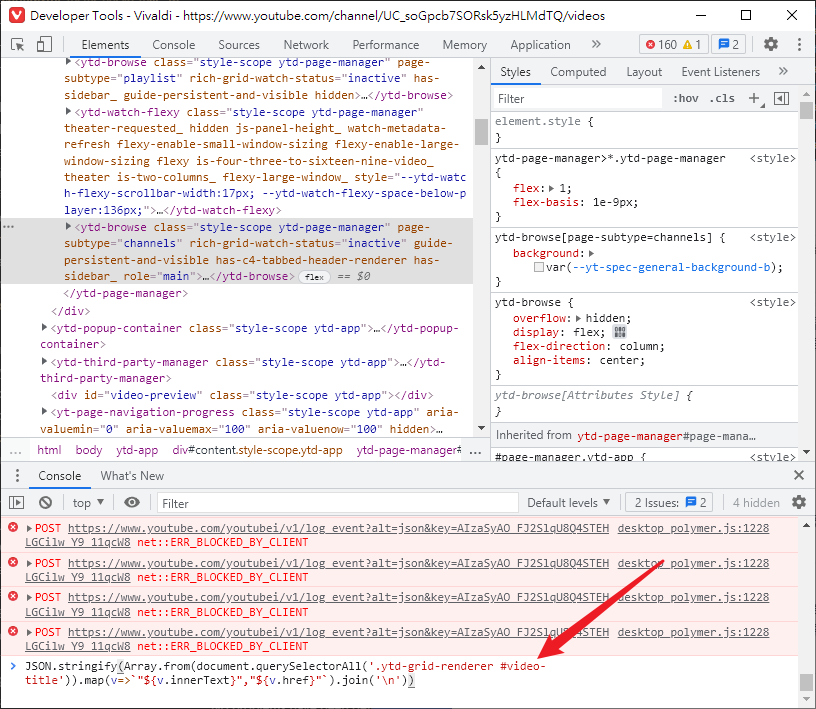 Developer Tools - Vivaldi - https://www.youtube.com/channel/UC_soGpcb7SORsk5yzHLMdTQ/videos
Elements Console Sources Network Performance Memory Application » 160 1 2
<ytd-browse class="style-scope ytd-page-manager" page-
subtype="playlist" rich-grid-watch-status="inactive" has-
sidebar_ guide-persistent-and-visible hidden>…</ytd-browse>
<ytd-watch-flexy class="style-scope ytd-page-manager"
theater-requested_ hidden js-panel-height_ watch-metadata-
refresh flexy-enable-small-window-sizing flexy-enable-large-
window-sizing flexy is-four-three-to-sixteen-nine-video_
theater is-two-columns_ flexy-large-window_ style="--ytd-watc
h-flexy-scrollbar-width:17px; --ytd-watch-flexy-space-below-p
layer:136px;">…</ytd-watch-flexy>
<ytd-browse class="style-scope ytd-page-manager" page-
subtype="channels" rich-grid-watch-status="inactive" guide-
persistent-and-visible has-c4-tabbed-header-renderer has-
sidebar_ role="main">…</ytd-browse> flex == $0
</ytd-page-manager>
</div>
<ytd-popup-container class="style-scope ytd-app">…</ytd-popup-
container>
<ytd-third-party-manager class="style-scope ytd-app">…</ytd-
third-party-manager>
<div id="video-preview" class="style-scope ytd-app"></div>
<yt-page-navigation-progress class="style-scope ytd-app" aria-
valuemin="0" aria-valuemax="100" aria-valuenow="100" hidden>…
... html body ytd-app div#content.style-scope.ytd-app ytd-page-manager# ...
Styles Computed Layout Event Listeners »
Filter :hov .cls +
element.style {
}
ytd-page-manager>*.ytd-page-manager <style>
{
flex: 1;
flex-basis: 1e-9px;
}
ytd-browse[page-subtype=channels] { <style>
background:
var(--yt-spec-general-background-b);
}
ytd-browse { <style>
overflow: hidden;
display: flex;
flex-direction: column;
align-items: center;
}
ytd-browse[Attributes Style] {
}
Inherited from ytd-page-manager#page-mana…
#page-manager.ytd-app { <style>
Console What's New
top Filter Default levels 2 Issues: 2 4 hidden
POST https://www.youtube.com/youtubei/v1/log_event?alt=json&key=AIzaSyAO_FJ2SlqU8Q4STEH desktop_polymer.js:1228
LGCilw_Y9_11qcW8 net::ERR_BLOCKED_BY_CLIENT
POST https://www.youtube.com/youtubei/v1/log_event?alt=json&key=AIzaSyAO_FJ2SlqU8Q4STEH desktop_polymer.js:1228
LGCilw_Y9_11qcW8 net::ERR_BLOCKED_BY_CLIENT
POST https://www.youtube.com/youtubei/v1/log_event?alt=json&key=AIzaSyAO_FJ2SlqU8Q4STEH desktop_polymer.js:1228
LGCilw_Y9_11qcW8 net::ERR_BLOCKED_BY_CLIENT
POST https://www.youtube.com/youtubei/v1/log_event?alt=json&key=AIzaSyAO_FJ2SlqU8Q4STEH desktop_polymer.js:1228
LGCilw_Y9_11qcW8 net::ERR_BLOCKED_BY_CLIENT
JSON.stringify(Array.from(document.querySelectorAll('.ytd-grid-renderer #video-
title')).map(v=>`"${v.innerText}","${v.href}"`).join('\n'))